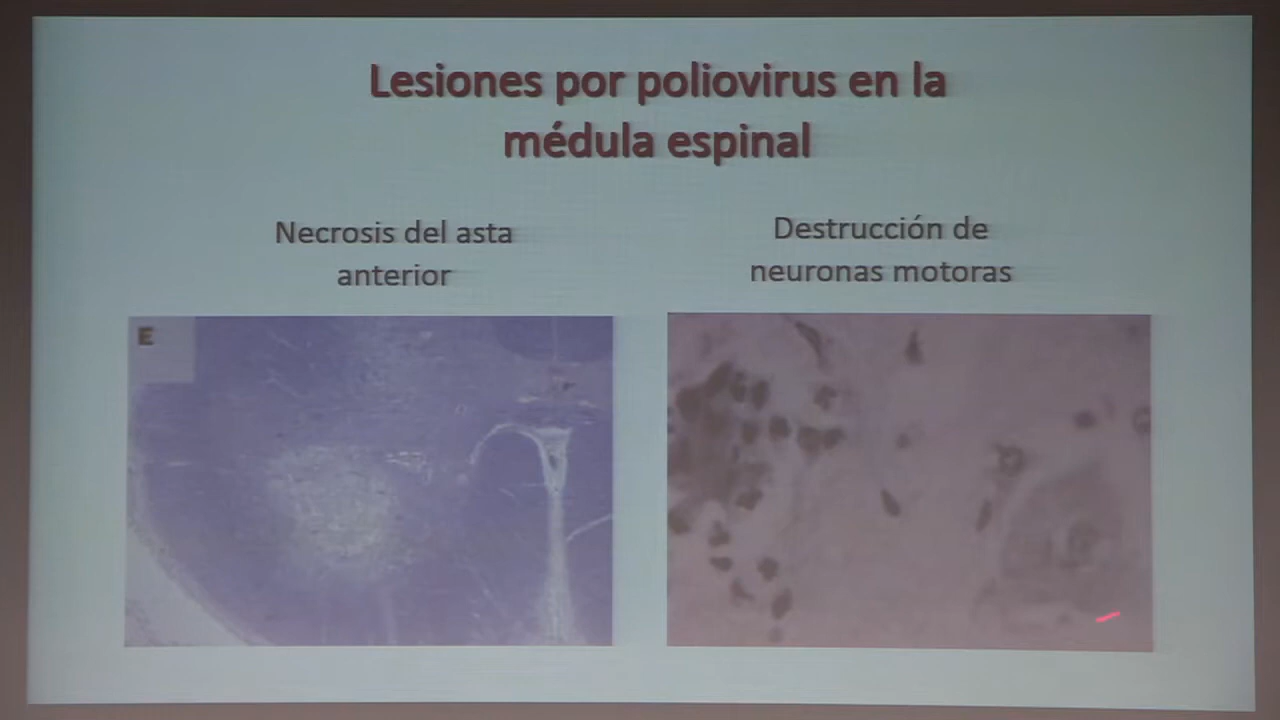 Lesiones por poliovirus en la
médula espinal
Necrosis del asta
anterior
Destrucción de
neuronas motoras
E